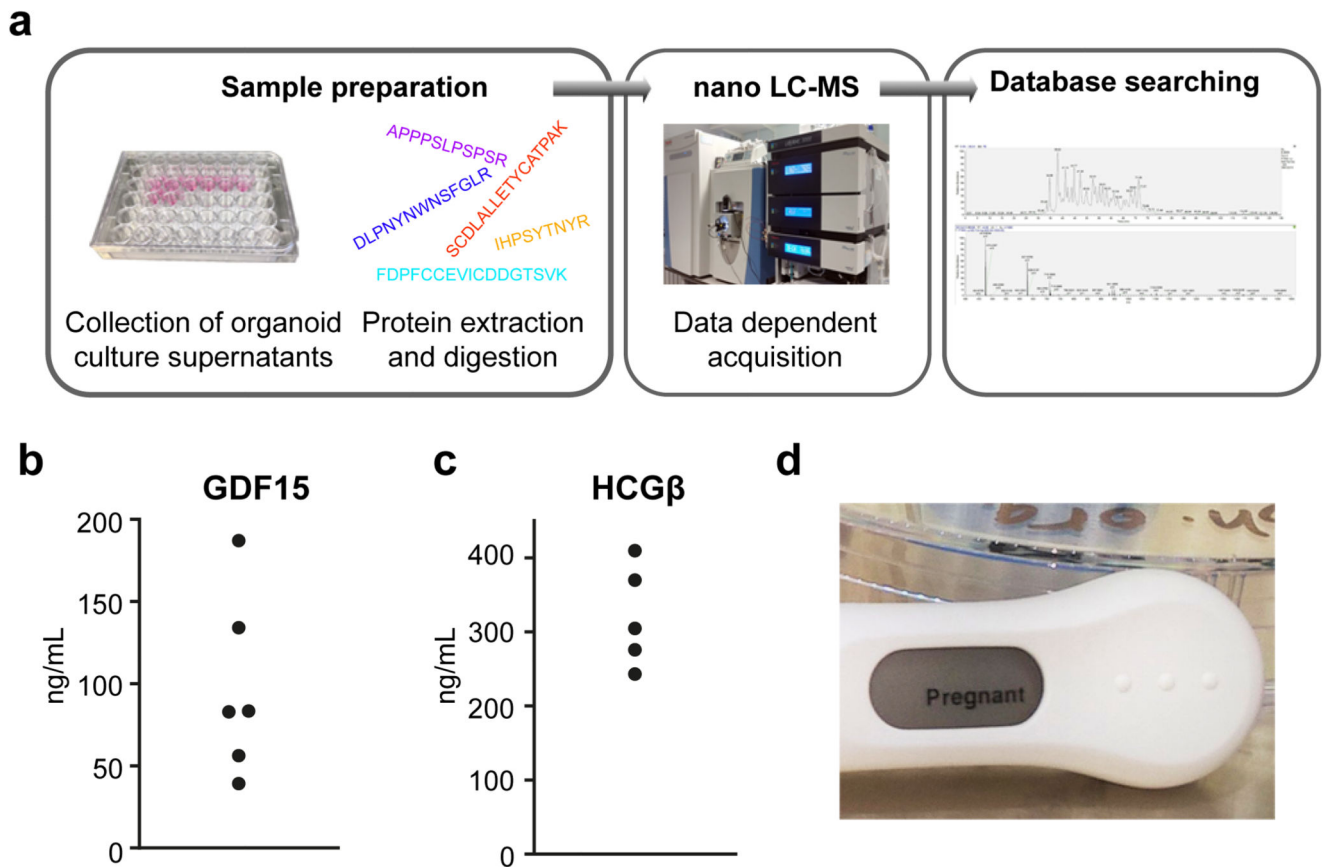 a
Sample preparation
nano LC-MS
Database searching
APPPSLPSPSR
DLPNYNWNSFGLR
SCDLALLETYCATPAK
IHPSYTNYR
FDPFCCEVICDDGTSVK
Collection of organoid
culture supernatants
Protein extraction
and digestion
Data dependent
acquisition
b
GDF15
ng/mL
200
150
100
50
0
c
HCGβ
ng/mL
400
300
200
100
0
d
Pregnant